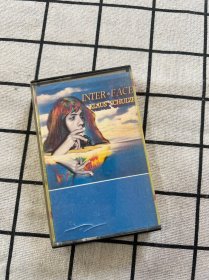 INTER * FACE
KLAUS SCHULZE